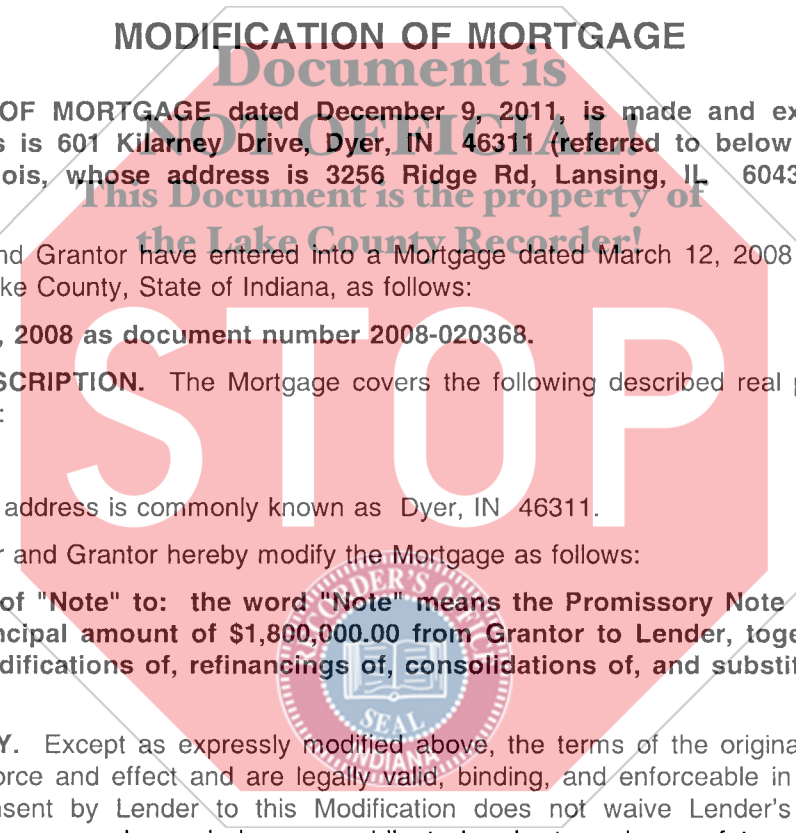 MODIFICATION OF MORTGAGE
Document is
OF MORTGAGE dated December 9, 2011, is made and ex
NOT OFFICIAL!
s is 601 Kilarney Drive, Dyer, IN 46311 (referred to below
ois, whose address is 3256 Ridge Rd, Lansing, IL 6043
This Document is the property of
the Lake County Recorder!
nd Grantor have entered into a Mortgage dated March 12, 2008
ke County, State of Indiana, as follows:
, 2008 as document number 2008-020368.
SCRIPTION. The Mortgage covers the following described real p
:
STOP
address is commonly known as Dyer, IN 46311.
r and Grantor hereby modify the Mortgage as follows:
of "Note" to: the word "Note" means the Promissory Note
ncipal amount of $1,800,000.00 from Grantor to Lender, toge
difications of, refinancings of, consolidations of, and substit
RECORDER'S OFFICE
SEAL
INDIANA
Y. Except as expressly modified above, the terms of the origina
orce and effect and are legally valid, binding, and enforceable in
nsent by Lender to this Modification does not waive Lender's